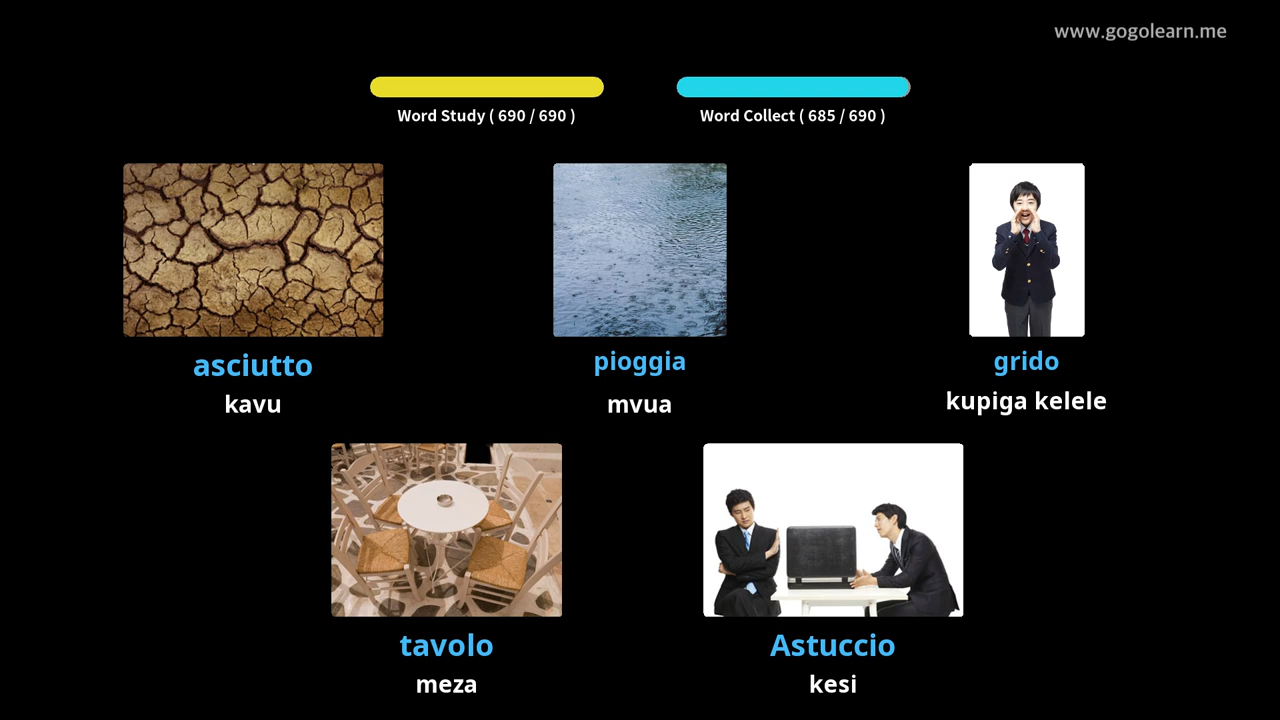 www.gogolearn.me
Word Study ( 690 / 690 )
Word Collect ( 685 / 690 )
asciutto
kavu
pioggia
mvua
grido
kupiga kelele
tavolo
meza
Astuccio
kesi